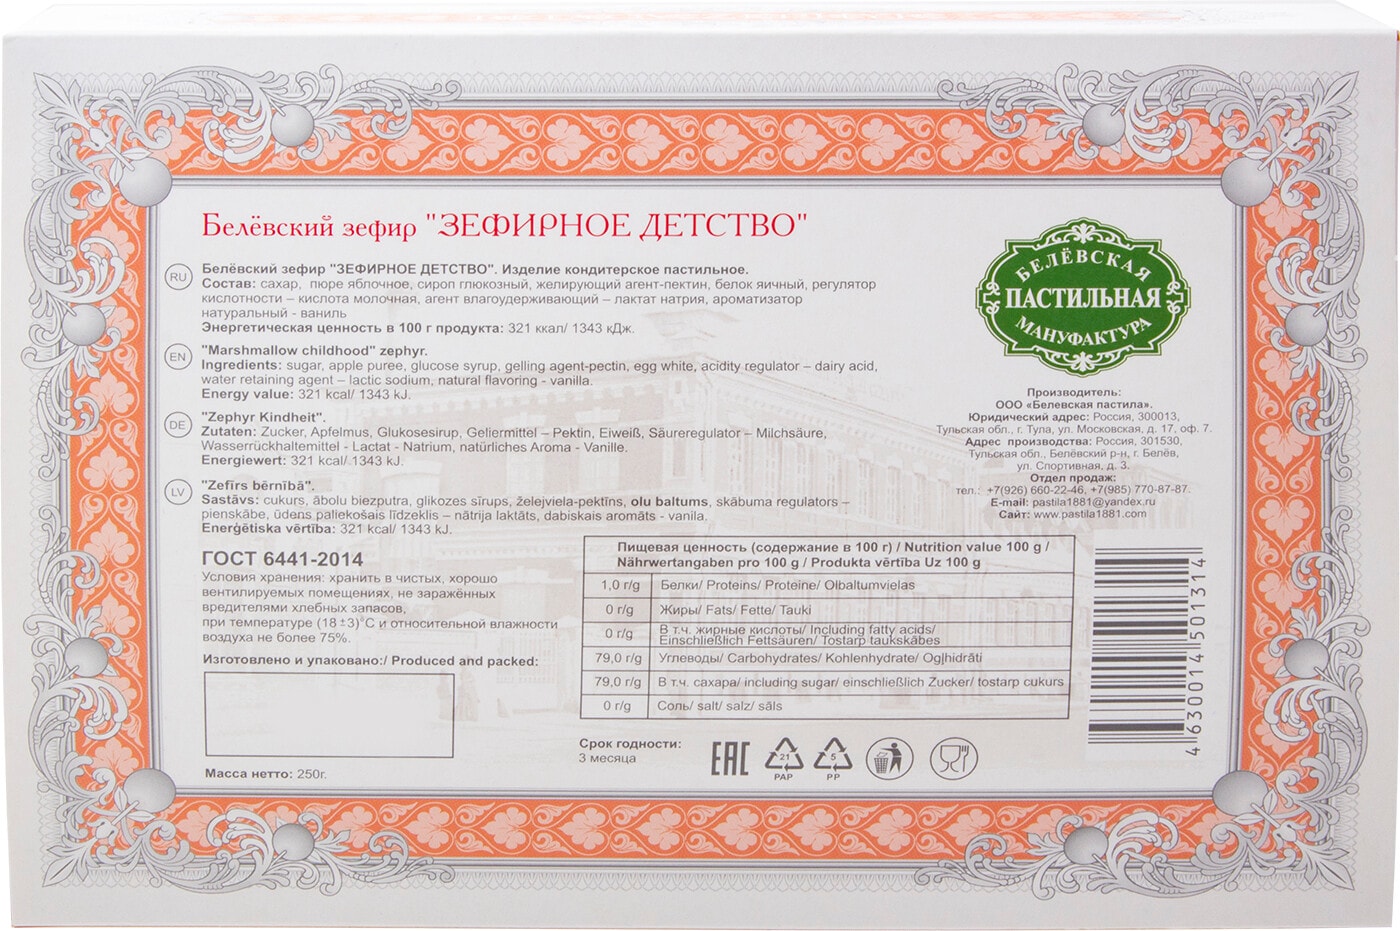 Белёвский зефир "ЗЕФИРНОЕ ДЕТСТВО"
RU
Белёвский зефир "ЗЕФИРНОЕ ДЕТСТВО". Изделие кондитерское пастильное.
Состав: сахар, пюре яблочное, сироп глюкозный, желирующий агент-пектин, белок яичный, регулятор
кислотности – кислота молочная, агент влагоудерживающий – лактат натрия, ароматизатор
натуральный - ваниль
Энергетическая ценность в 100 г продукта: 321 ккал/ 1343 кДж.
EN
"Marshmallow childhood" zephyr.
Ingredients: sugar, apple puree, glucose syrup, gelling agent-pectin, egg white, acidity regulator – dairy acid,
water retaining agent – lactic sodium, natural flavoring - vanilla.
Energy value: 321 kcal/ 1343 kJ.
DE
"Zephyr Kindheit".
Zutaten: Zucker, Apfelmus, Glukosesirup, Geliermittel – Pektin, Eiweiß, Säureregulator – Milchsäure,
Wasserrückhaltemittel - Lactat - Natrium, natürliches Aroma - Vanille.
Energiewert: 321 kcal/ 1343 kJ.
LV
"Zefīrs bērnībā".
Sastāvs: cukurs, ābolu biezputra, glikozes sīrups, želejviela-pektīns, olu baltums, skābuma regulators –
pienskābe, ūdens paliekošais līdzeklis – nātrija laktāts, dabiskais aromāts - vanila.
Enerģētiska vērtība: 321 kcal/ 1343 kJ.
ГОСТ 6441-2014
Условия хранения: хранить в чистых, хорошо
вентилируемых помещениях, не заражённых
вредителями хлебных запасов,
при температуре (18 ±3)°С и относительной влажности
воздуха не более 75%.
Изготовлено и упаковано:/ Produced and packed:
Масса нетто: 250г.
Пищевая ценность (содержание в 100 г) / Nutrition value 100 g /
Nährwertangaben pro 100 g / Produkta vērtība Uz 100 g
1,0 г/g Белки/ Proteins/ Proteine/ Olbaltumvielas
0 г/g Жиры/ Fats/ Fette/ Tauki
0 г/g В т.ч. жирные кислоты/ Including fatty acids/
Einschließlich Fettsäuren/ Tostarp taukskābes
79,0 г/g Углеводы/ Carbohydrates/ Kohlenhydrate/ Ogļhidrāti
79,0 г/g В т.ч. сахара/ including sugar/ einschließlich Zucker/ tostarp cukurs
0 г/g Соль/ salt/ salz/ sāls
Срок годности:
3 месяца
EAC
21
PAP
5
PP
БЕЛЁВСКАЯ
ПАСТИЛЬНАЯ
МАНУФАКТУРА
Производитель:
ООО «Белевская пастила».
Юридический адрес: Россия, 300013,
Тульская обл., г. Тула, ул. Московская, д. 17, оф. 7.
Адрес производства: Россия, 301530,
Тульская обл., Белёвский р-н, г. Белёв,
ул. Спортивная, д. 3.
Отдел продаж:
тел.: +7(926) 660-22-46, +7(985) 770-87-87.
E-mail: pastila1881@yandex.ru
Сайт: www.pastila1881.com
4 630014 501314